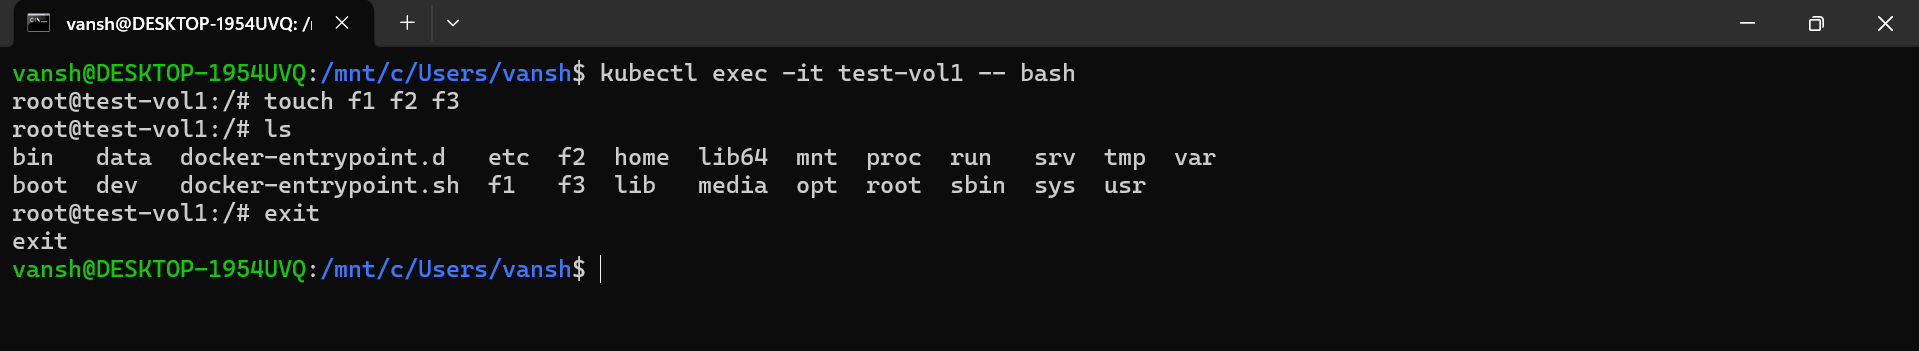 vansh@DESKTOP-1954UVQ: /
vansh@DESKTOP-1954UVQ:/mnt/c/Users/vansh$ kubectl exec -it test-vol1 -- bash
root@test-vol1:/# touch f1 f2 f3
root@test-vol1:/# ls
bin   data  docker-entrypoint.d   etc  f2  home  lib64  mnt  proc  run   srv  tmp  var
boot  dev   docker-entrypoint.sh  f1   f3  lib   media  opt  root  sbin  sys  usr
root@test-vol1:/# exit
exit
vansh@DESKTOP-1954UVQ:/mnt/c/Users/vansh$